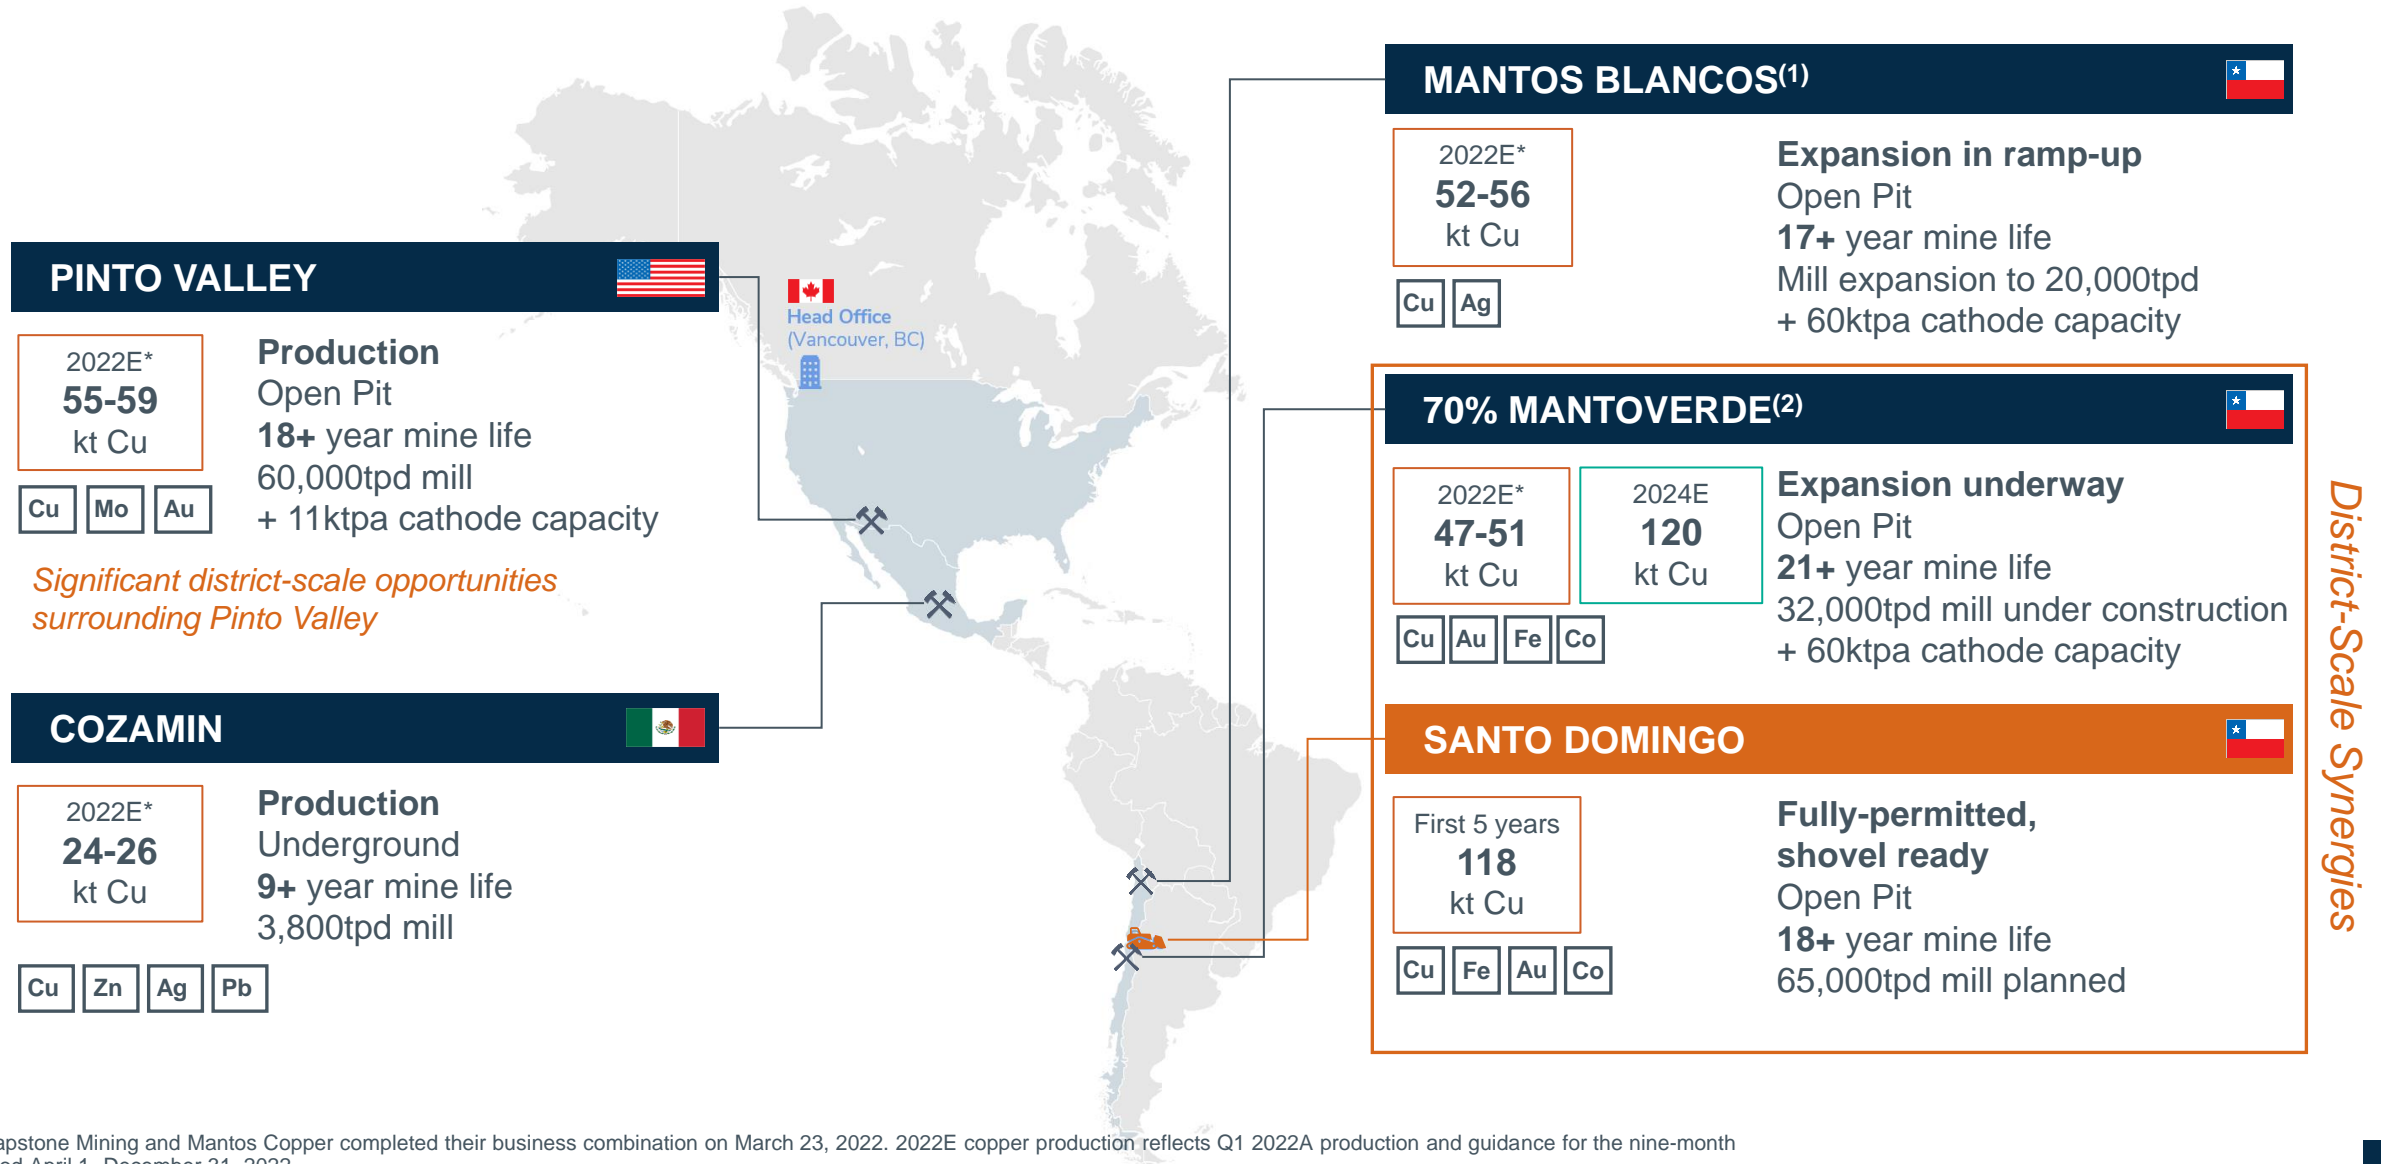 PINTO VALLEY
2022E*
55-59
kt Cu
Cu Mo Au
Production
Open Pit
18+ year mine life
60,000tpd mill
+ 11ktpa cathode capacity
Significant district-scale opportunities
surrounding Pinto Valley
COZAMIN
2022E*
24-26
kt Cu
Cu Zn Ag Pb
Production
Underground
9+ year mine life
3,800tpd mill
Head Office
(Vancouver, BC)
MANTOS BLANCOS(1)
2022E*
52-56
kt Cu
Cu Ag
Expansion in ramp-up
Open Pit
17+ year mine life
Mill expansion to 20,000tpd
+ 60ktpa cathode capacity
70% MANTOVERDE(2)
2022E*
47-51
kt Cu
2024E
120
kt Cu
Cu Au Fe Co
Expansion underway
Open Pit
21+ year mine life
32,000tpd mill under construction
+ 60ktpa cathode capacity
SANTO DOMINGO
First 5 years
118
kt Cu
Cu Fe Au Co
Fully-permitted,
shovel ready
Open Pit
18+ year mine life
65,000tpd mill planned
District-Scale Synergies
apstone Mining and Mantos Copper completed their business combination on March 23, 2022. 2022E copper production reflects Q1 2022A production and guidance for the nine-month
April 1- December 31, 2022